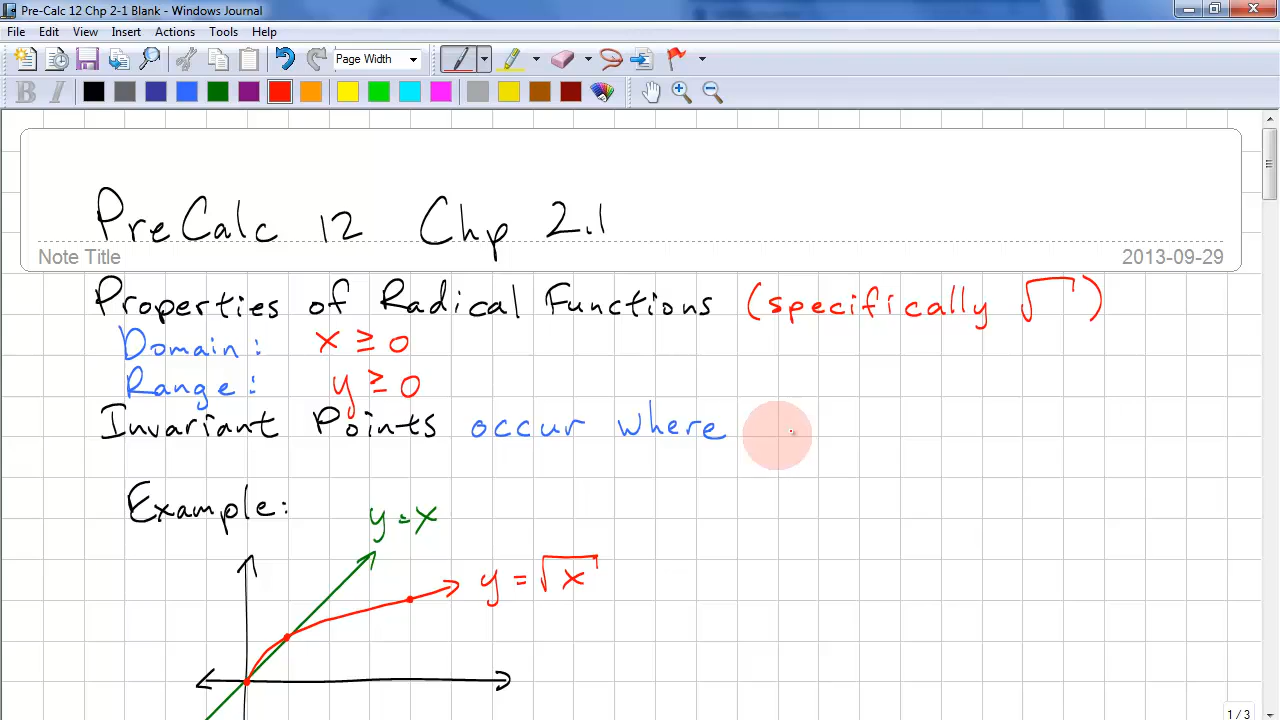 Pre-Calc 12 Chp 2-1 Blank - Windows Journal
File Edit View Insert Actions Tools Help
Page Width
B I
PreCalc 12 Chp 2.1
Note Title 2013-09-29
Properties of Radical Functions (specifically √ )
Domain: x ≥ 0
Range: y ≥ 0
Invariant Points occur where
Example:
y = x
y = √x
1 / 3